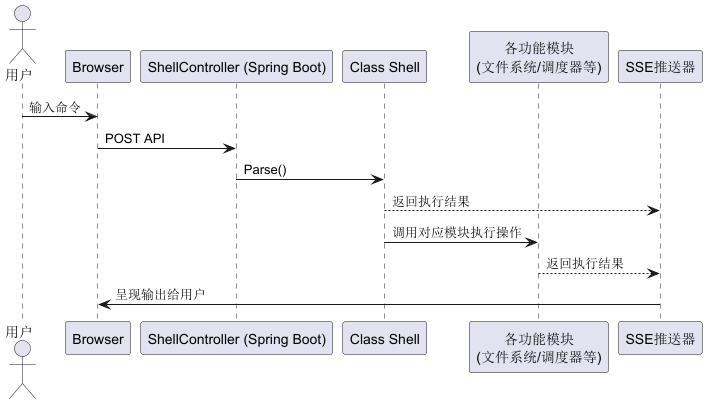 用户
Browser
ShellController (Spring Boot)
Class Shell
各功能模块
(文件系统/调度器等)
SSE推送器
输入命令
POST API
Parse()
返回执行结果
调用对应模块执行操作
返回执行结果
呈现输出给用户
用户
Browser
ShellController (Spring Boot)
Class Shell
各功能模块
(文件系统/调度器等)
SSE推送器